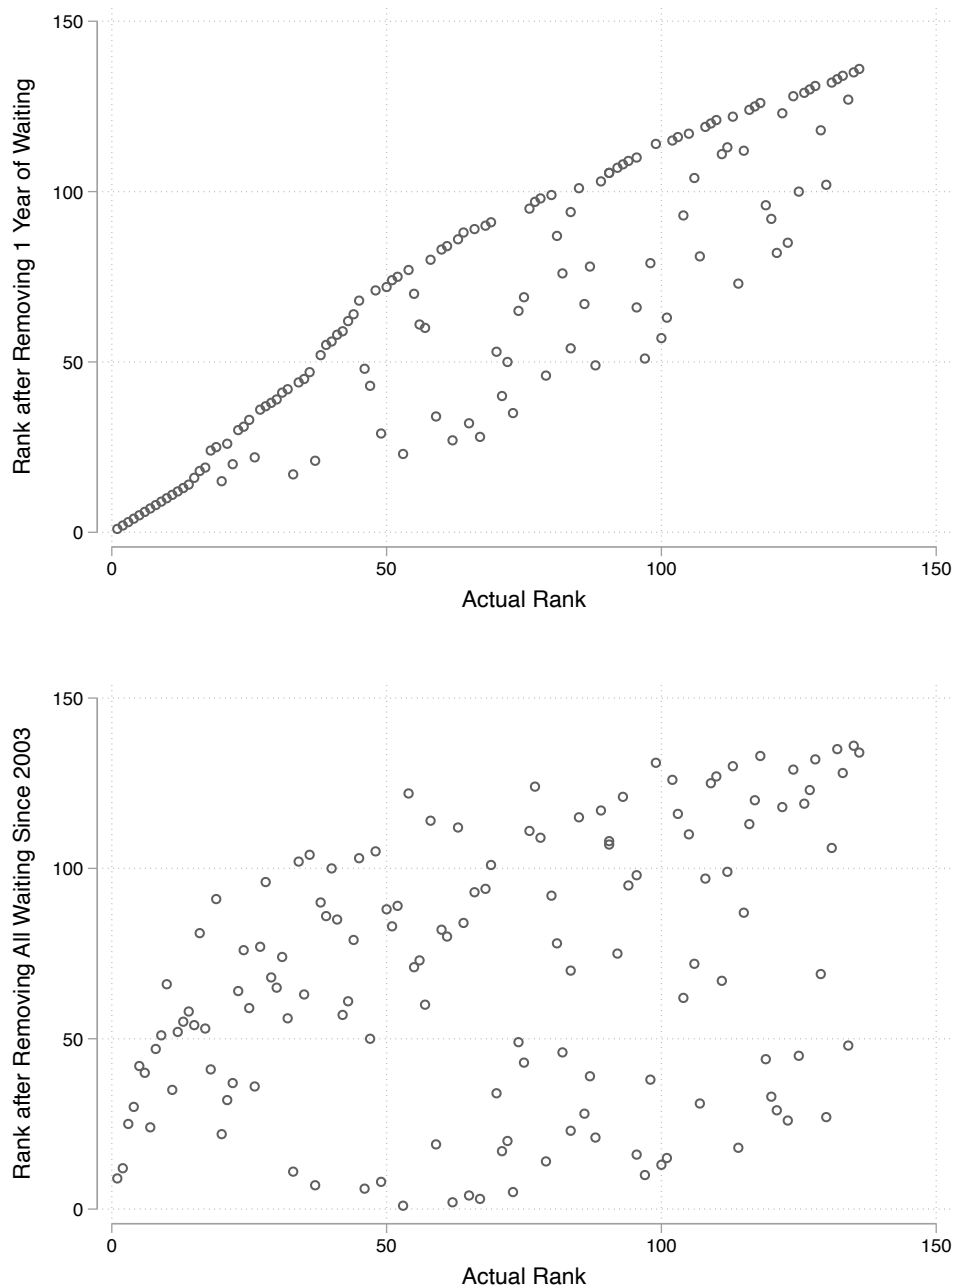 150
100
50
0
Rank after Removing 1 Year of Waiting
0 50 100 150
Actual Rank
150
100
50
0
Rank after Removing All Waiting Since 2003
0 50 100 150
Actual Rank